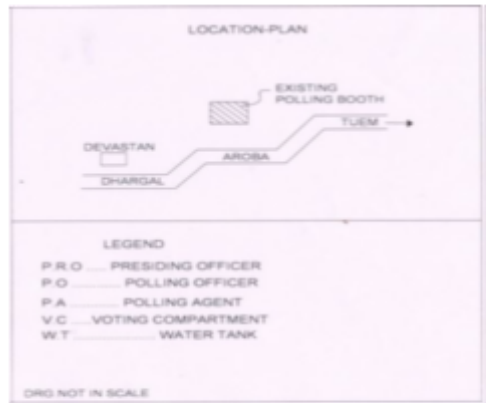 LOCATION-PLAN
EXISTING
POLLING BOOTH
TUEM
DEVASTAN
AROBA
DHARGAL
LEGEND
P.R.O ..... PRESIDING OFFICER
P.O .............. POLLING OFFICER
P.A .............. POLLING AGENT
V.C .....VOTING COMPARTMENT
W.T ....................... WATER TANK
DRG.NOT IN SCALE